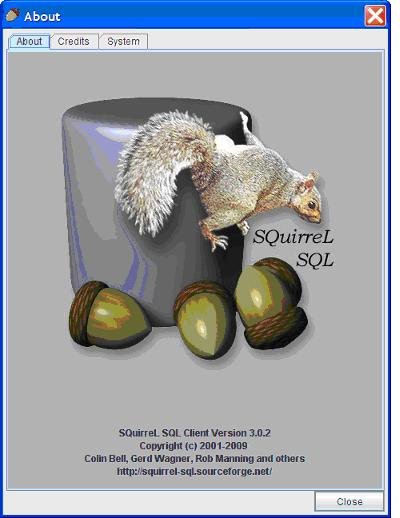 About
About
Credits
System
SQuirreL
SQL
SQuirreL SQL Client Version 3.0.2
Copyright (c) 2001-2009
Colin Bell, Gerd Wagner, Rob Manning and others
http://squirrel-sql.sourceforge.net/
Close